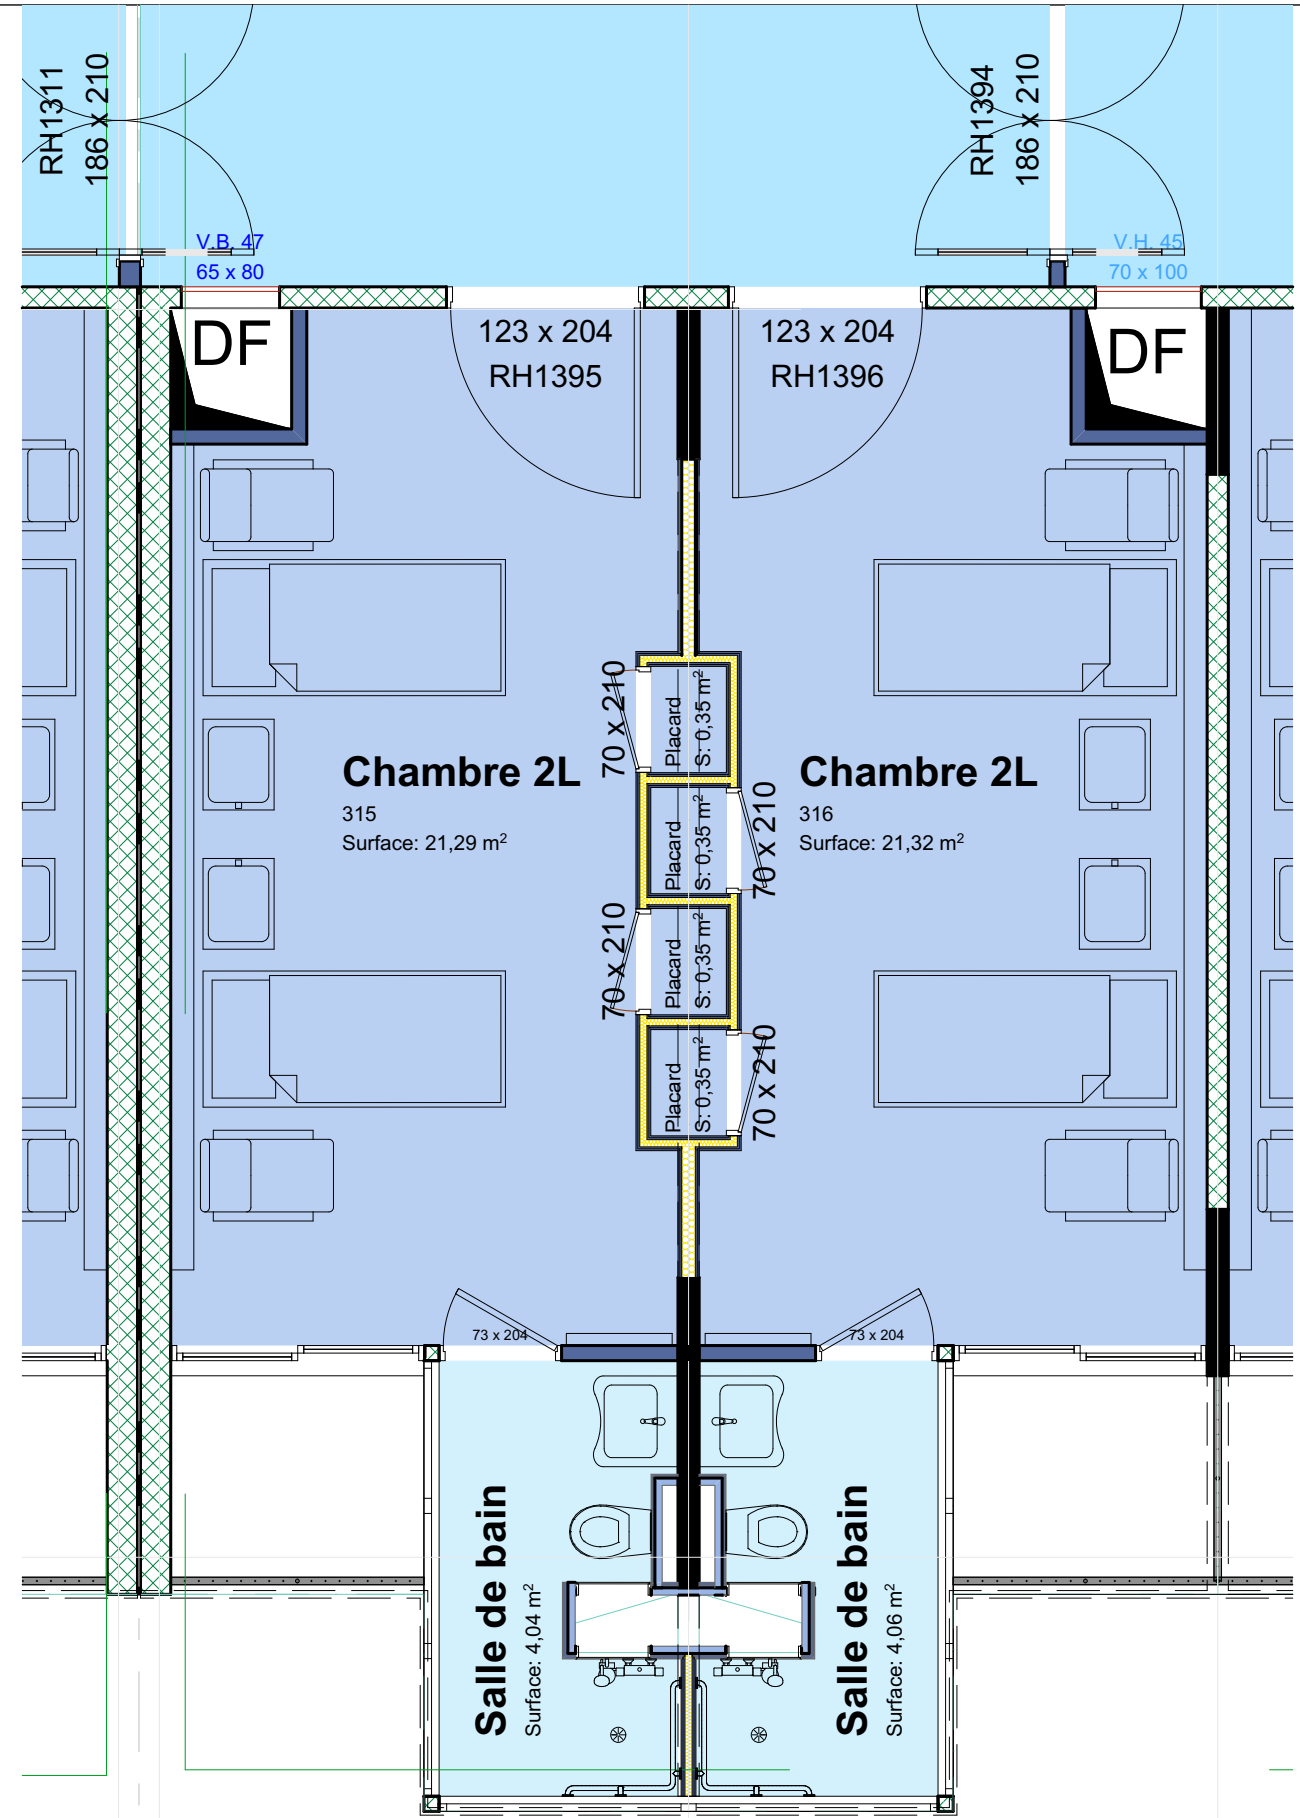 RH1311
186 x 210
RH1394
186 x 210
V.B. 47
65 x 80
V.H. 45
70 x 100
DF
123 x 204
RH1395
123 x 204
RH1396
DF
70 x 210
Placard
S: 0,35 m²
Chambre 2L
315
Surface: 21,29 m²
Placard
S: 0,35 m²
70 x 210
Chambre 2L
316
Surface: 21,32 m²
70 x 210
Placard
S: 0,35 m²
Placard
S: 0,35 m²
70 x 210
73 x 204
73 x 204
Salle de bain
Surface: 4,04 m²
Salle de bain
Surface: 4,06 m²